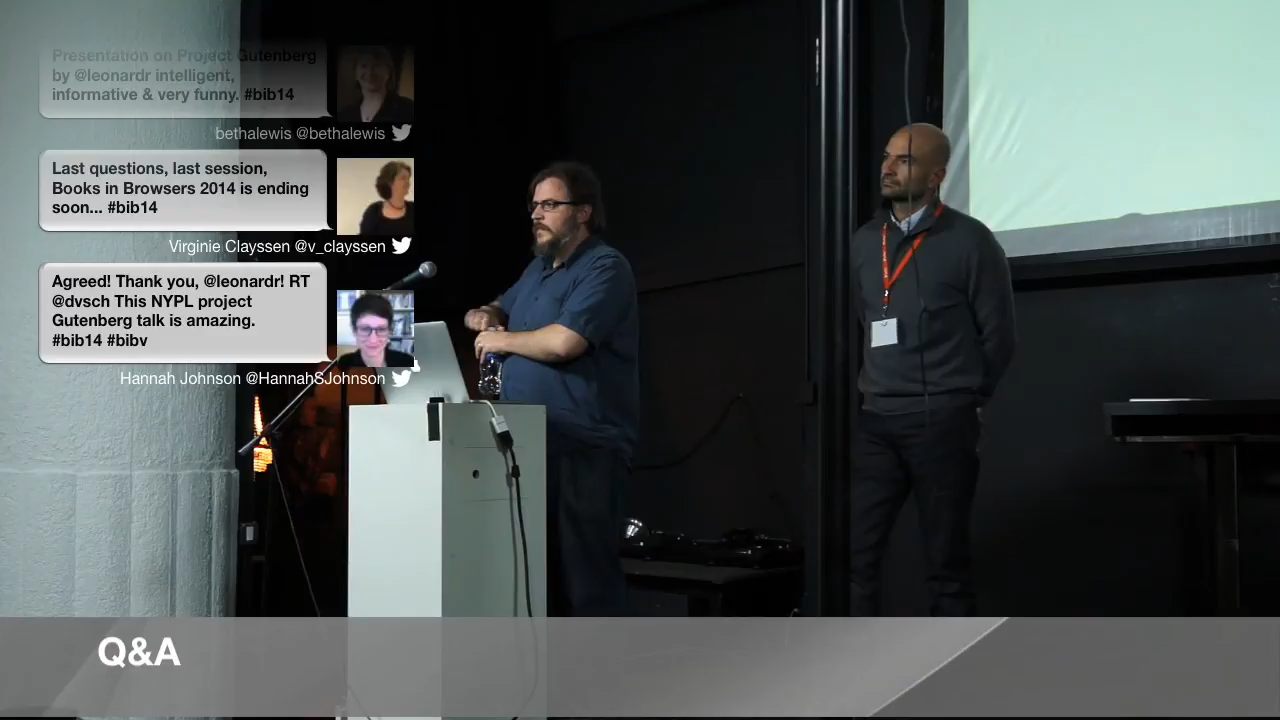 Presentation on Project Gutenberg
by @leonardr intelligent,
informative & very funny. #bib14
bethalewis @bethalewis
Last questions, last session,
Books in Browsers 2014 is ending
soon... #bib14
Virginie Clayssen @v_clayssen
Agreed! Thank you, @leonardr! RT
@dvsch This NYPL project
Gutenberg talk is amazing.
#bib14 #bibv
Hannah Johnson @HannahSJohnson
Q&A